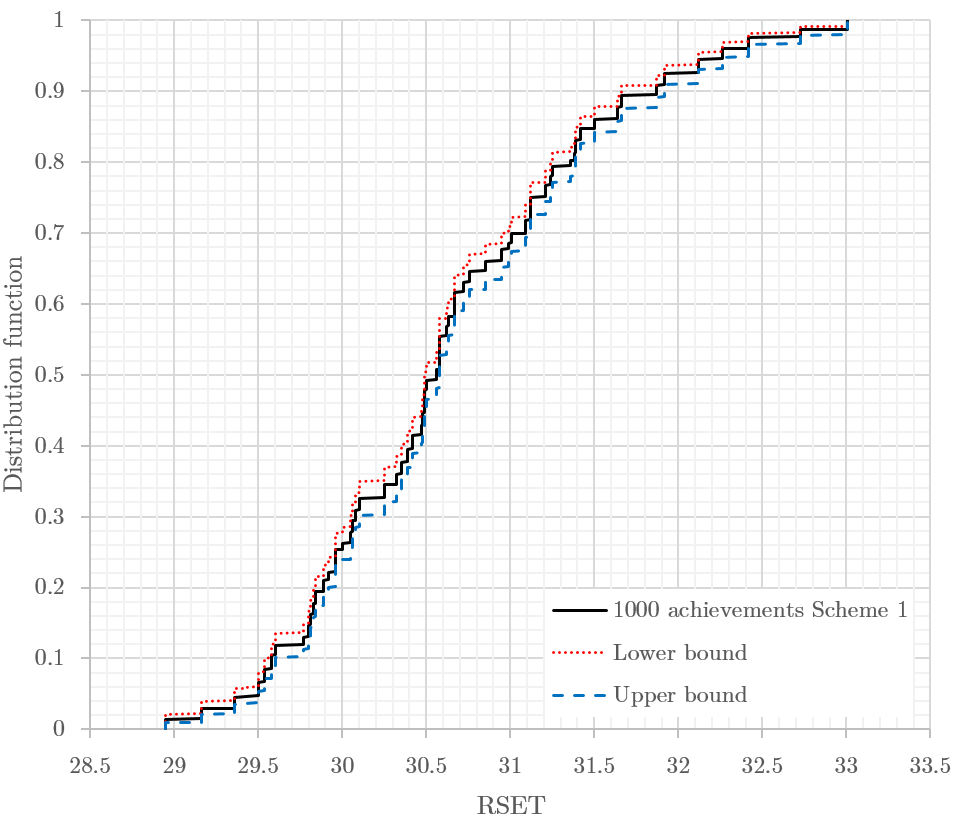 Distribution function
1
0.9
0.8
0.7
0.6
0.5
0.4
0.3
0.2
0.1
0
1000 achievements Scheme 1
Lower bound
Upper bound
28.5 29 29.5 30 30.5 31 31.5 32 32.5 33 33.5
RSET